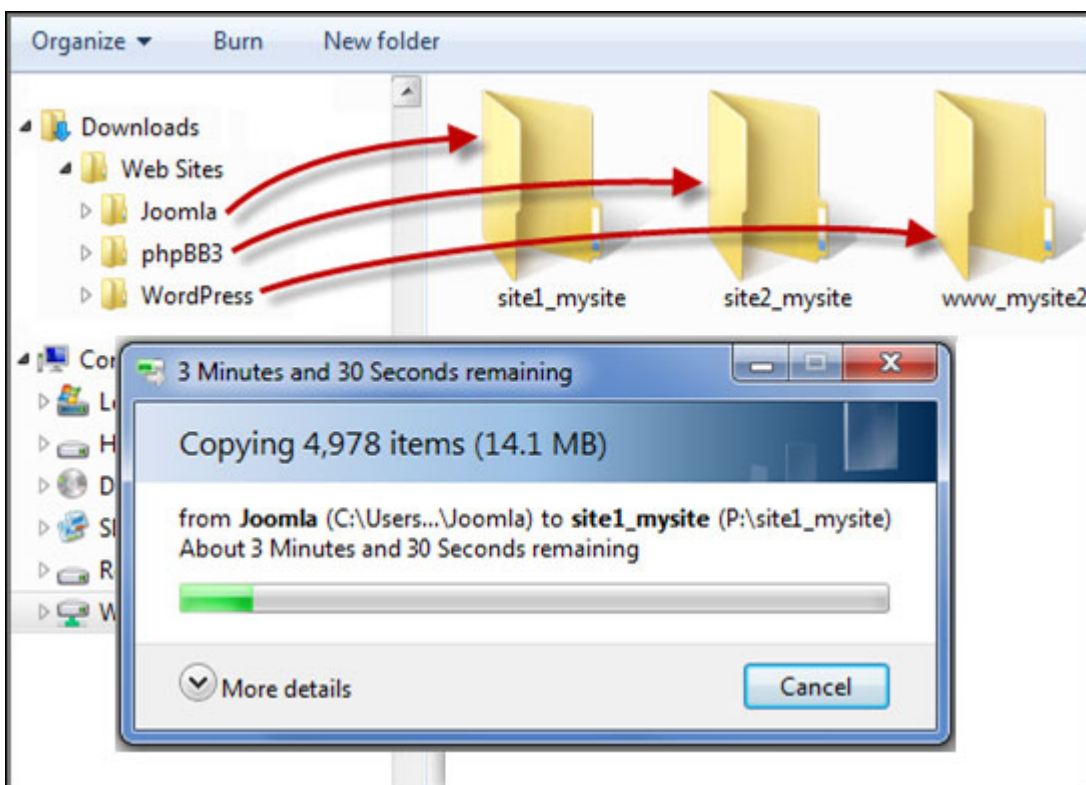 Organize Burn New folder
Downloads
Web Sites
Joomla
phpBB3
WordPress
site1_mysite site2_mysite www_mysite2
3 Minutes and 30 Seconds remaining
Copying 4,978 items (14.1 MB)
from Joomla (C:\Users...\Joomla) to site1_mysite (P:\site1_mysite)
About 3 Minutes and 30 Seconds remaining
More details
Cancel